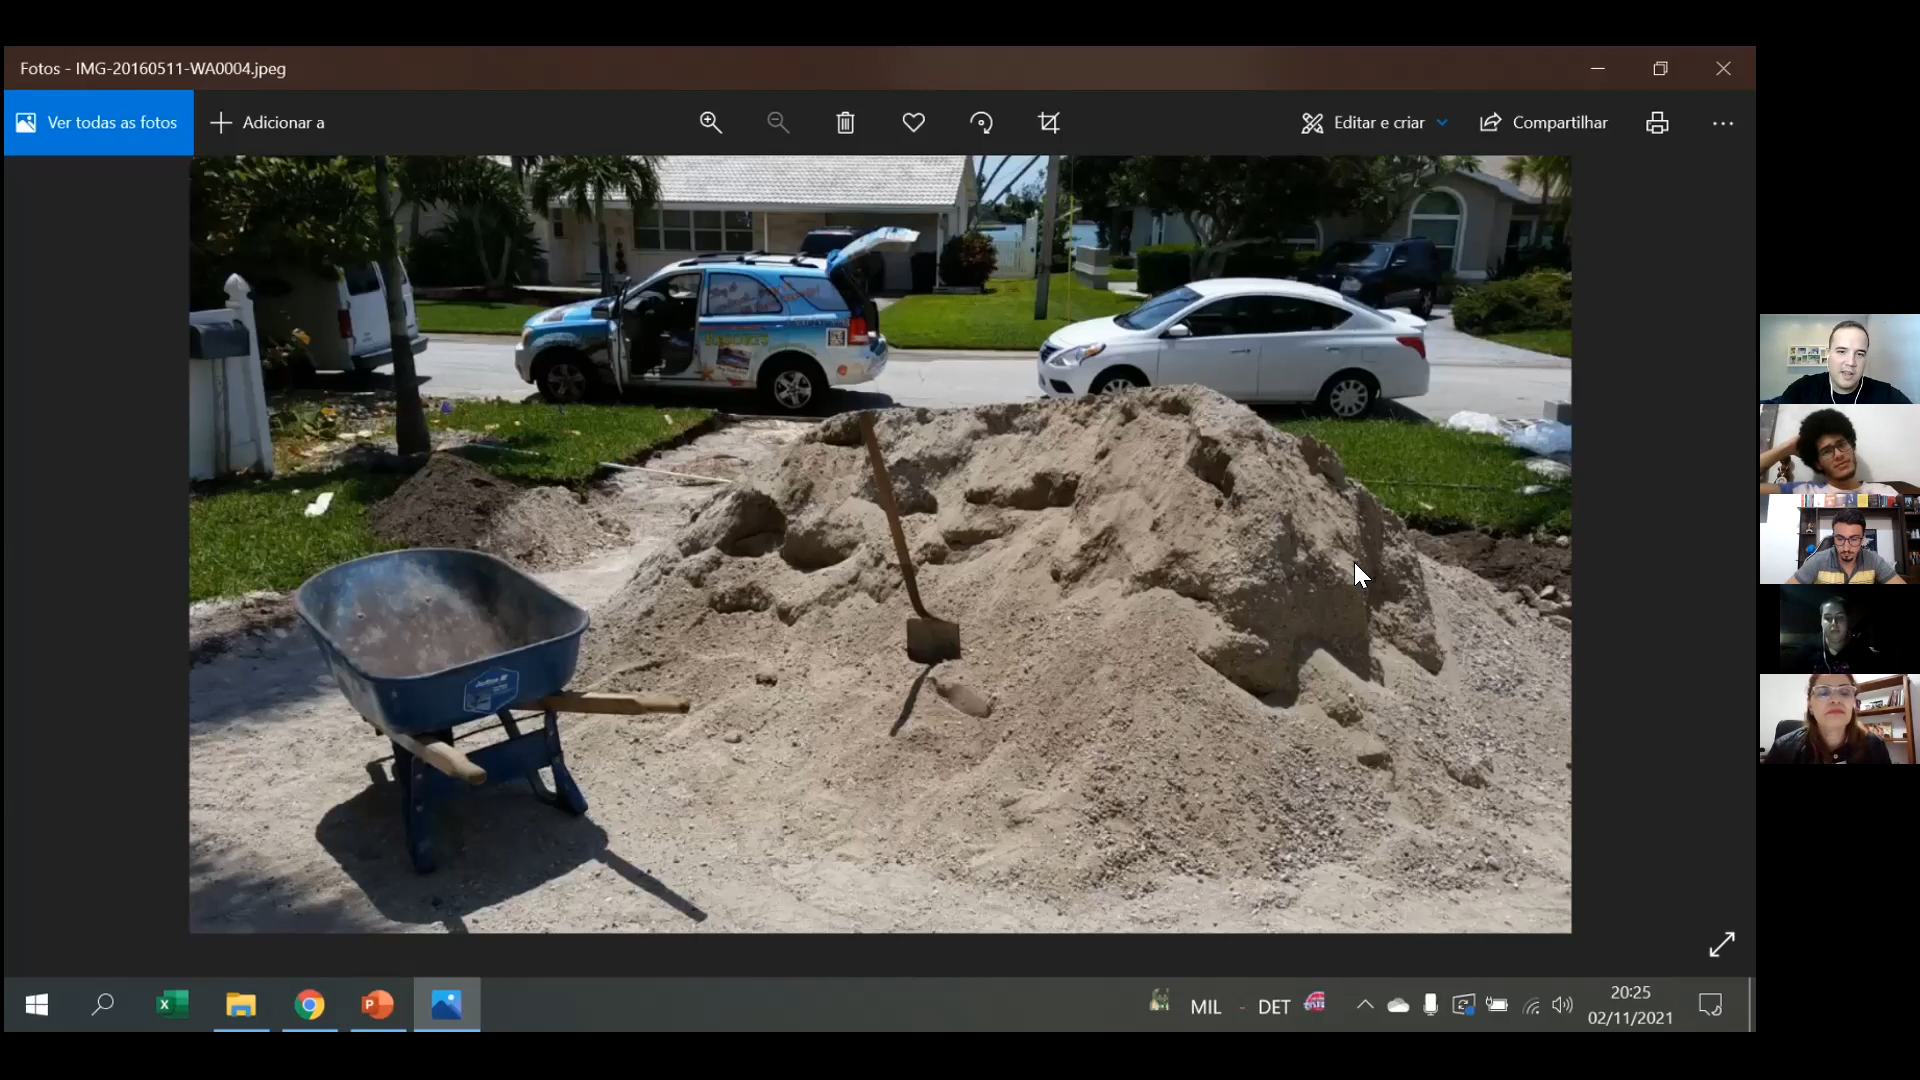 Fotos - IMG-20160511-WA0004.jpeg
Ver todas as fotos
Adicionar a
Editar e criar
Compartilhar
MIL - DET
20:25
02/11/2021